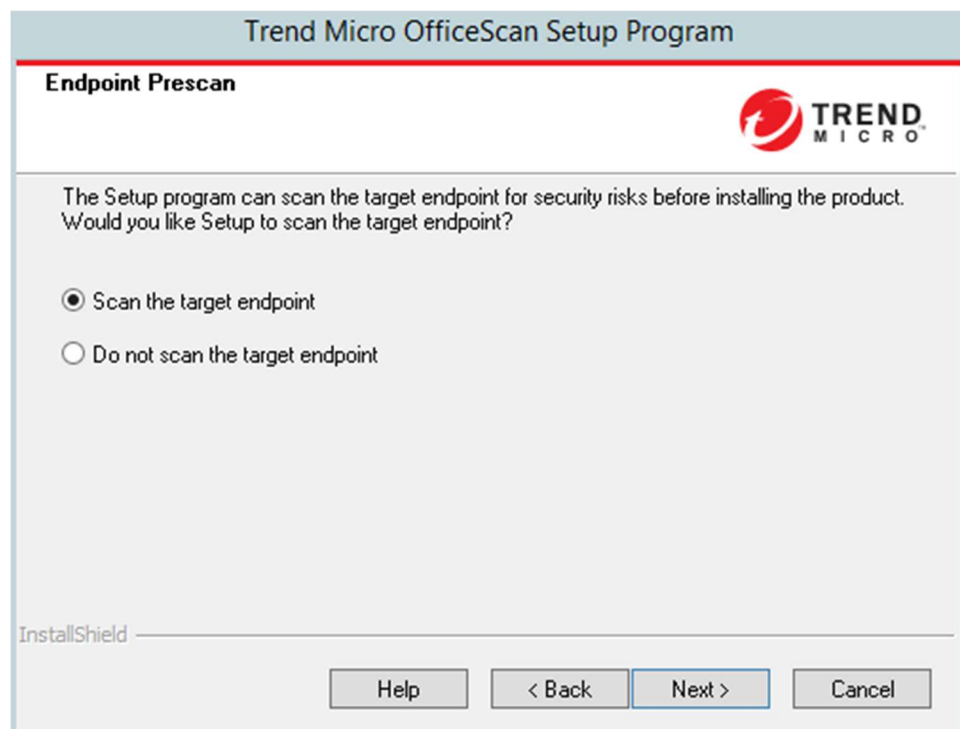 Trend Micro OfficeScan Setup Program
Endpoint Prescan
TREND
MICRO™
The Setup program can scan the target endpoint for security risks before installing the product.
Would you like Setup to scan the target endpoint?
Scan the target endpoint
Do not scan the target endpoint
InstallShield
Help
< Back
Next >
Cancel